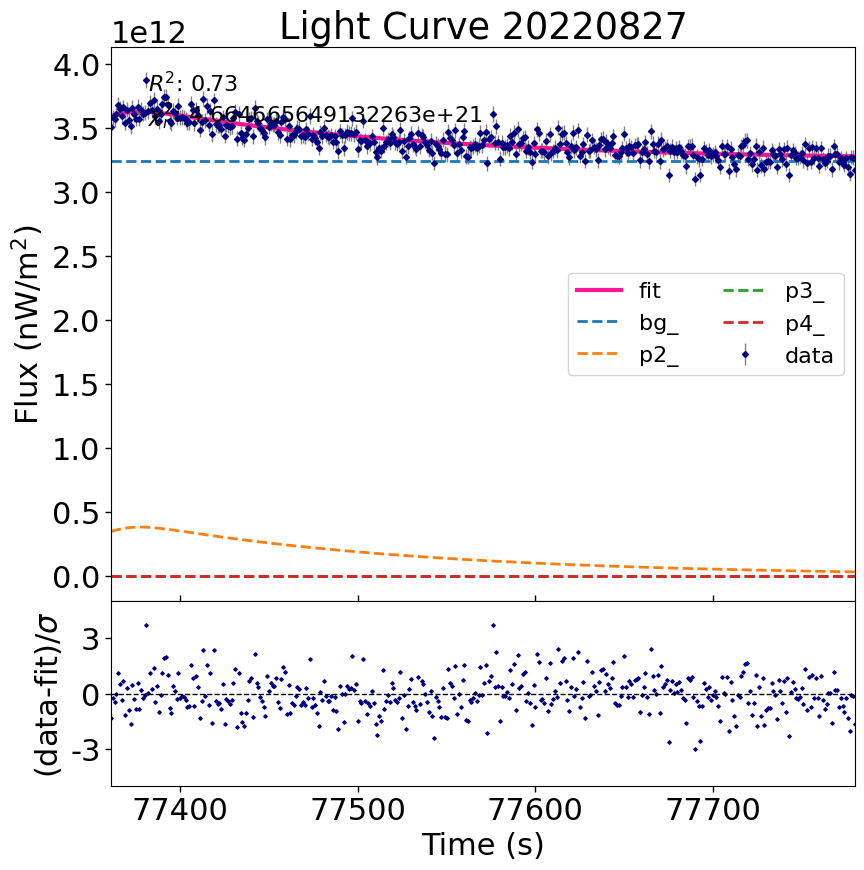 Light Curve 20220827
1e12
R²: 0.73
4.0
3.5
3.0
2.5
2.0
1.5
1.0
0.5
0.0
Flux (nW/m²)
fit
bg_
p2_
p3_
p4_
data
3
0
-3
(data-fit)/σ
77400
77500
77600
77700
Time (s)